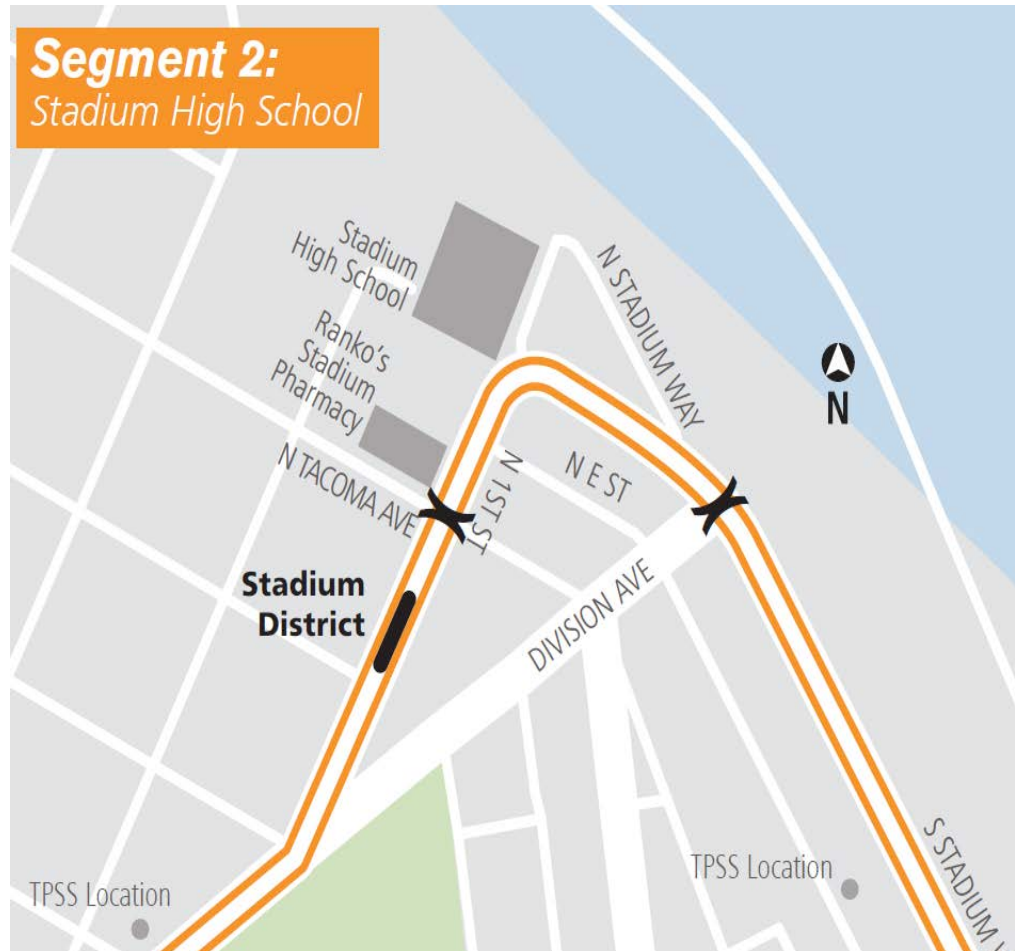 Segment 2:
Stadium High School
Stadium
High School
Ranko's
Stadium
Pharmacy
N STADIUM WAY
N
N TACOMA AVE
N 1ST ST
N E ST
Stadium
District
DIVISION AVE
S STADIUM
TPSS Location
TPSS Location